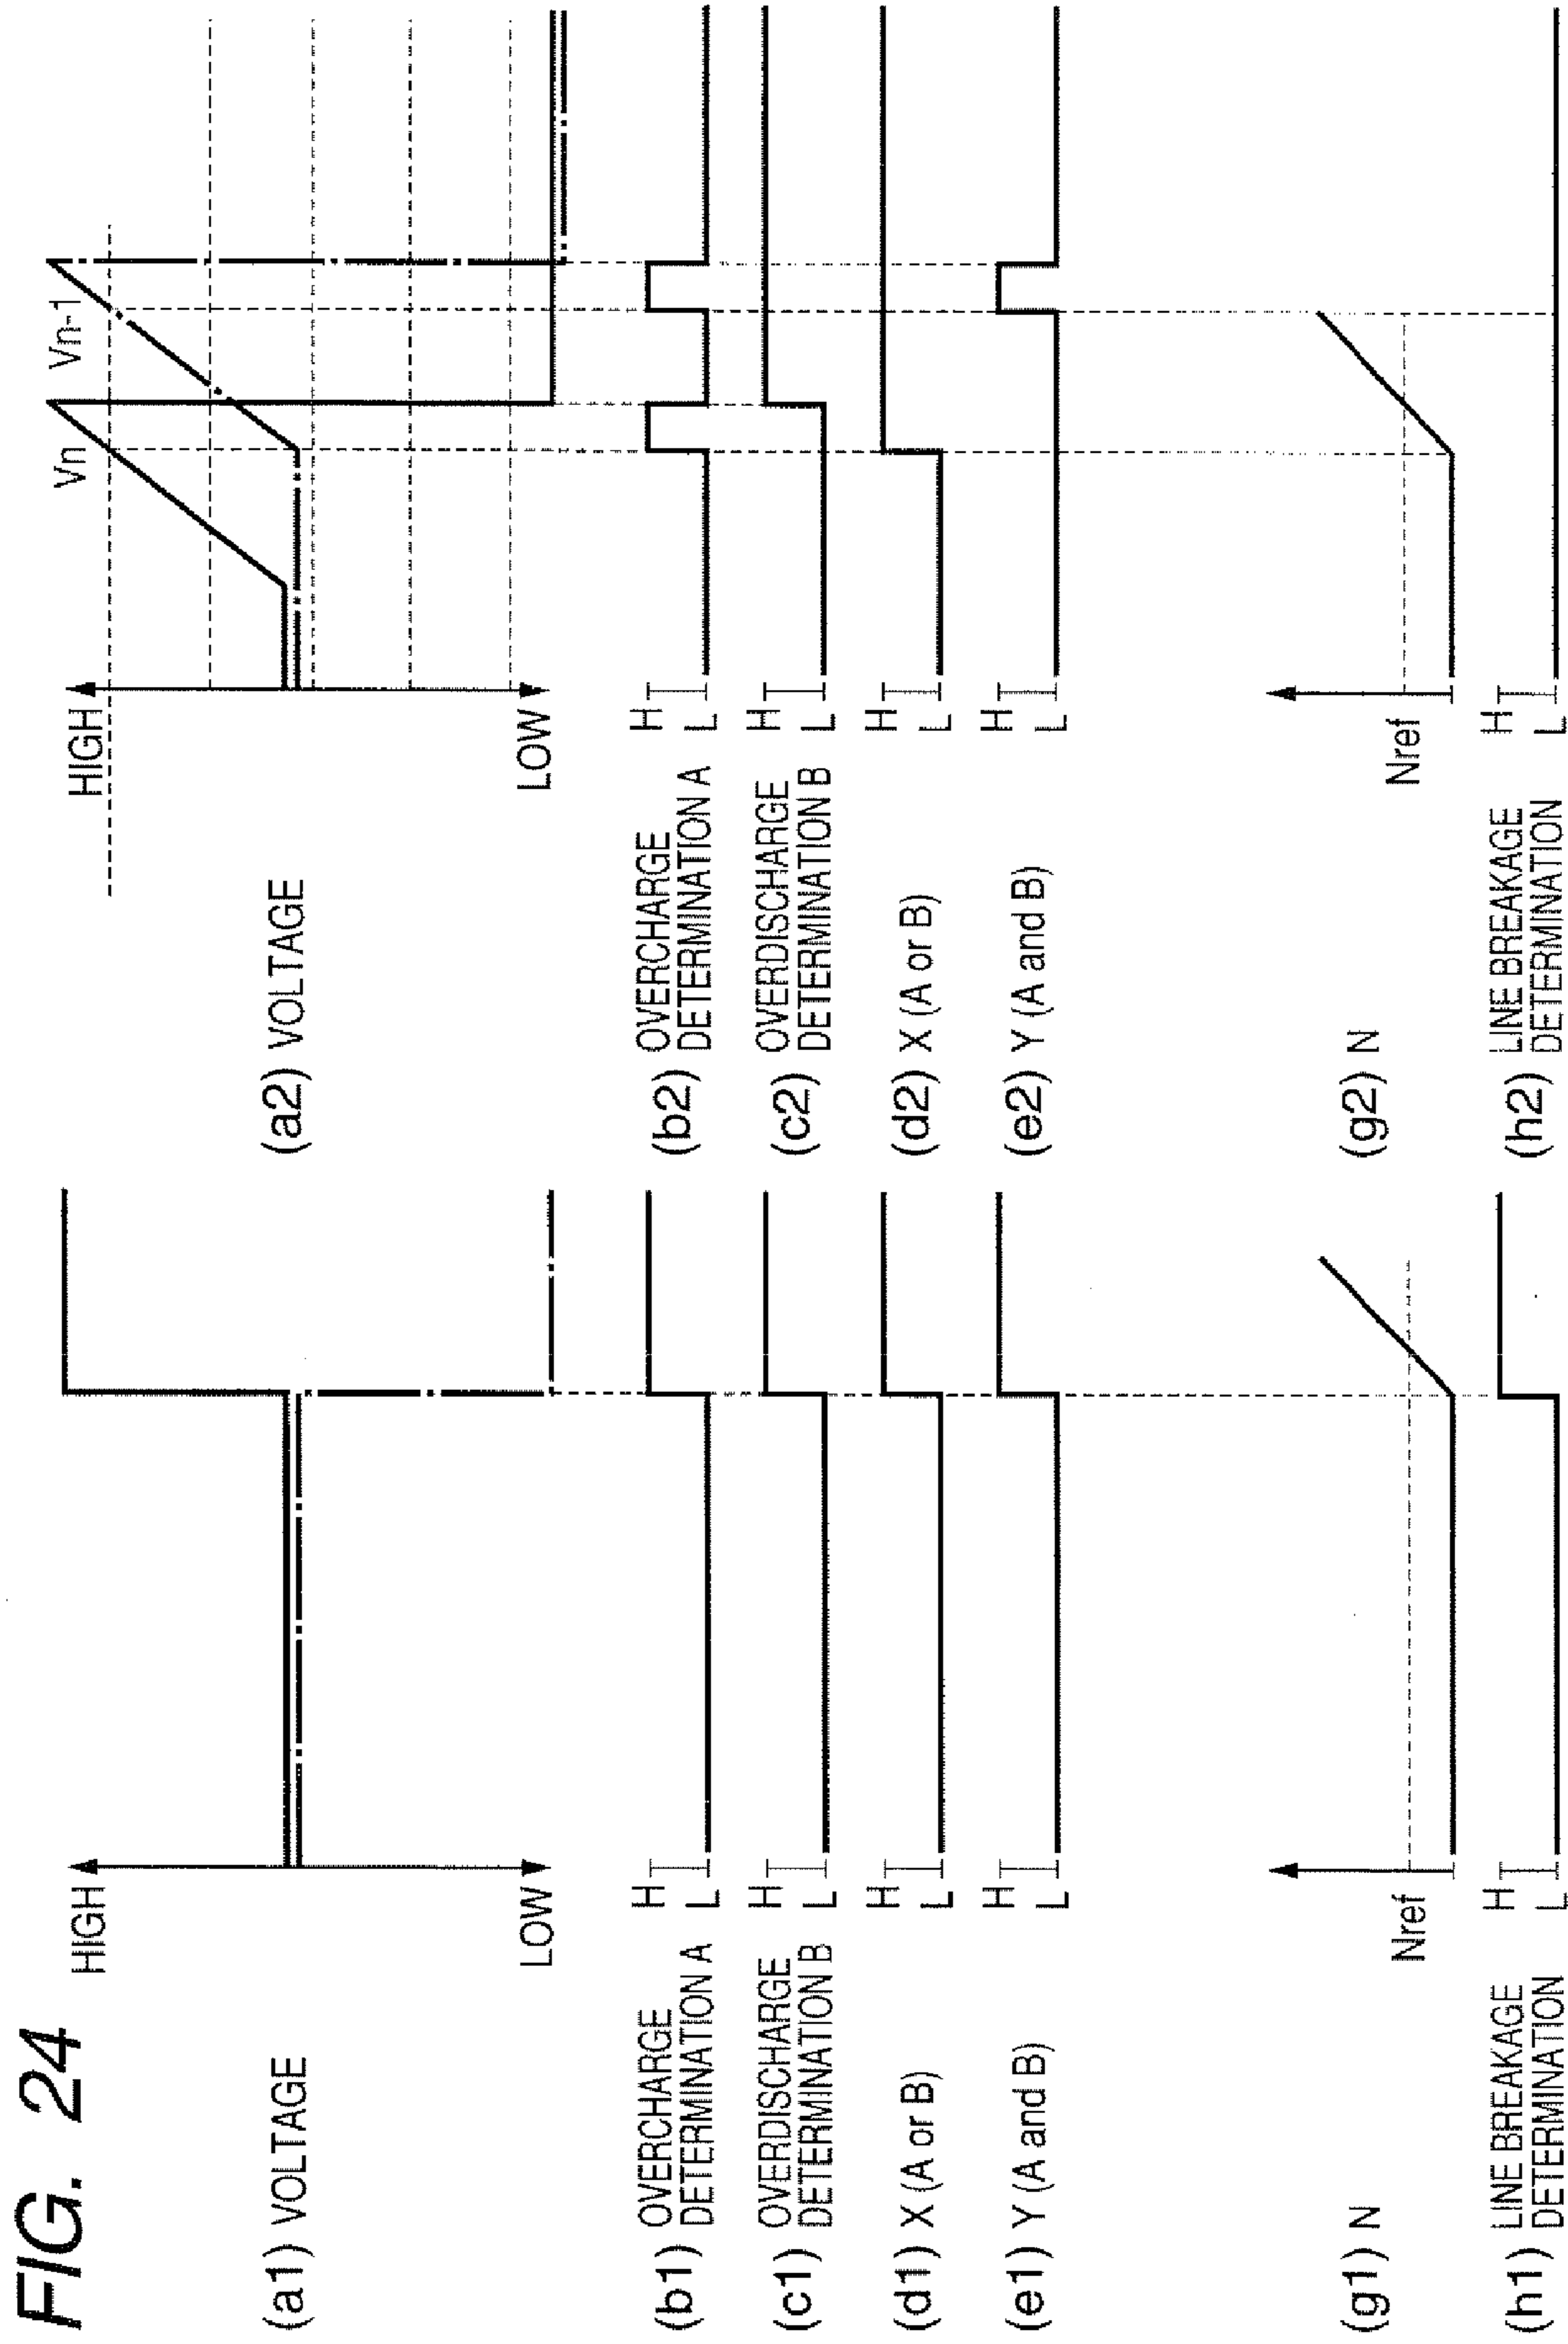 FIG. 24
(a1) VOLTAGE
HIGH
LOW
(b1) OVERCHARGE
DETERMINATION A
H
L
(c1) OVERDISCHARGE
DETERMINATION B
H
L
(d1) X (A or B)
H
L
(e1) Y (A and B)
H
L
(g1) N
Nref
(h1) LINE BREAKAGE
DETERMINATION
H
L
(a2) VOLTAGE
HIGH
LOW
Vn
Vn-1
(b2) OVERCHARGE
DETERMINATION A
H
L
(c2) OVERDISCHARGE
DETERMINATION B
H
L
(d2) X (A or B)
H
L
(e2) Y (A and B)
H
L
(g2) N
Nref
(h2) LINE BREAKAGE
DETERMINATION
H
L